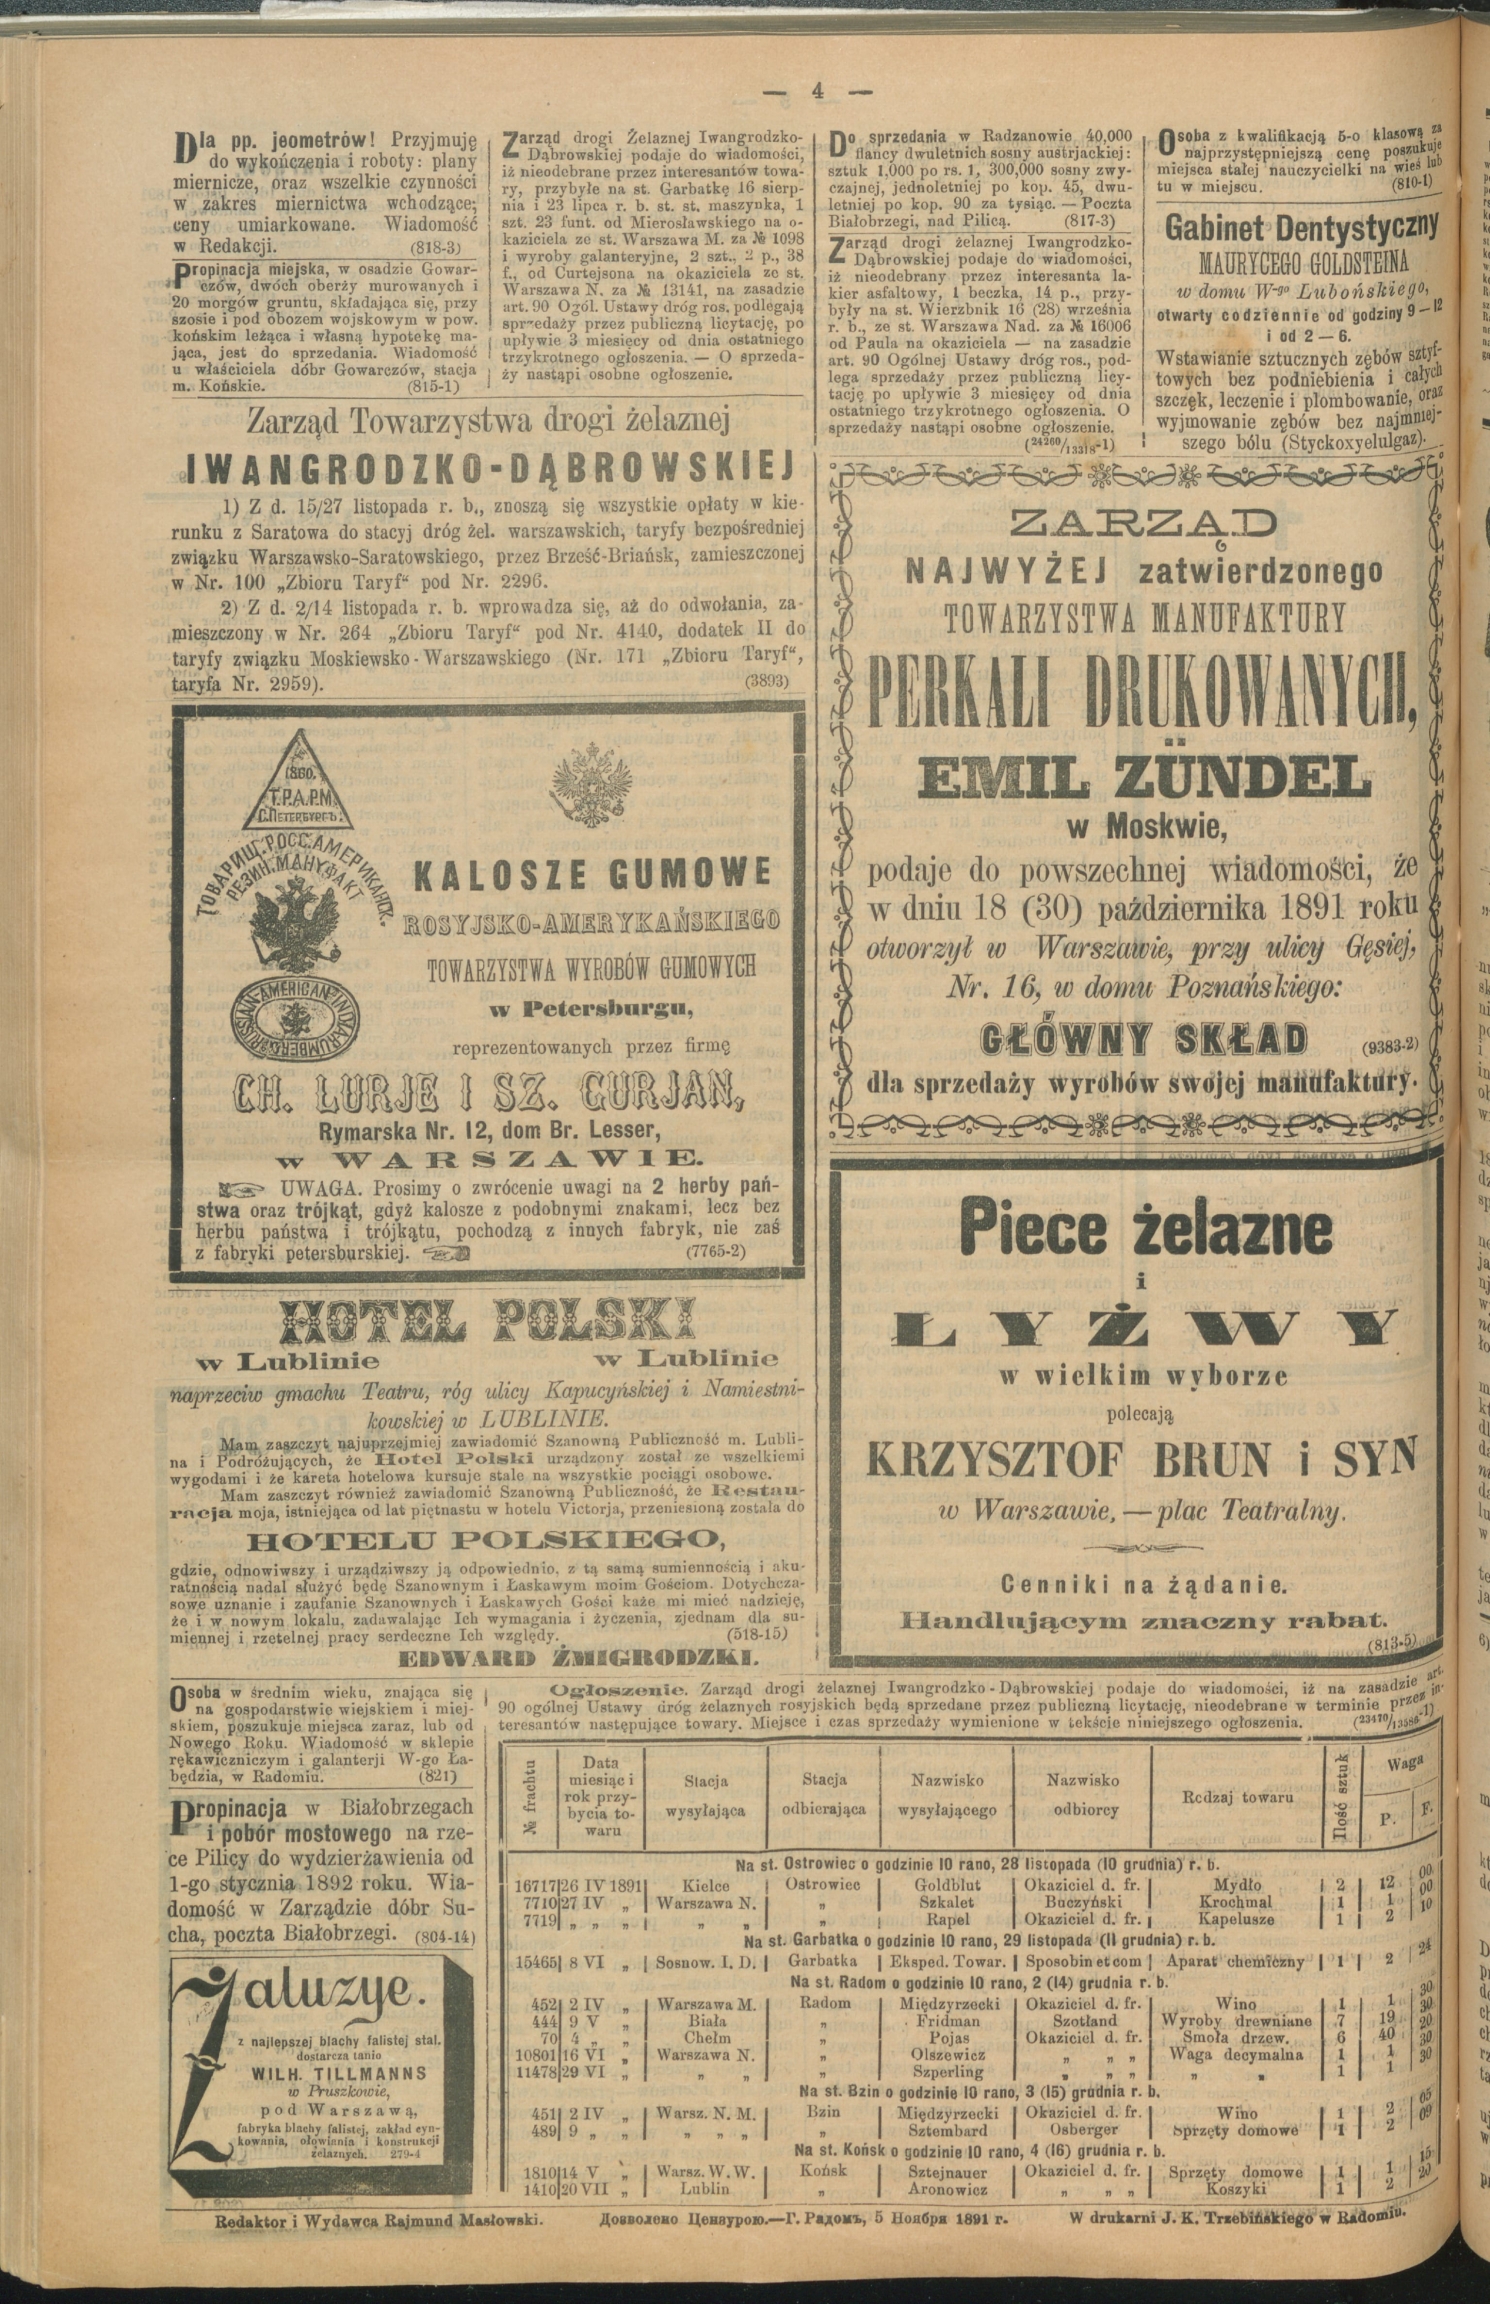 — 4 —
Dla pp. jeometrów! Przyjmuję
do wykończenia i roboty: plany
miernicze, oraz wszelkie czynności
w zakres miernictwa wchodzące;
ceny umiarkowane. Wiadomość
w Redakcji. (818-3)
Propinacja miejska, w osadzie Gowar-
czów, dwóch oberży murowanych i
20 morgów gruntu, składająca się, przy
szosie i pod obozem wojskowym w pow.
końskim leżąca i własną hypotekę ma-
jąca, jest do sprzedania. Wiadomość
u właściciela dóbr Gowarczów, stacja
m. Końskie. (815-1)
Zarząd drogi Żelaznej Iwangrodzko-
Dąbrowskiej podaje do wiadomości,
iż nieodebrane przez interesantów towa-
ry, przybyłe na st. Garbatkę 16 sierp-
nia i 23 lipca r. b. st. st. maszynka, 1
szt. 23 funt. od Mierosławskiego na o-
kaziciela ze st. Warszawa M. za № 1098
i wyroby galanteryjne, 2 szt., 2 p., 38
f., od Curtejsona na okaziciela ze st.
Warszawa N. za № 13141, na zasadzie
art. 90 Ogól. Ustawy dróg ros. podlegają
sprzedaży przez publiczną licytację, po
upływie 3 miesięcy od dnia ostatniego
trzykrotnego ogłoszenia. — O sprzeda-
ży nastąpi osobne ogłoszenie.
Do sprzedania w Radzanowie 40,000
flancy dwuletnich sosny austrjackiej:
sztuk 1,000 po rs. 1, 300,000 sosny zwy-
czajnej, jednoletniej po kop. 45, dwu-
letniej po kop. 90 za tysiąc. — Poczta
Białobrzegi, nad Pilicą. (817-3)
Zarząd drogi żelaznej Iwangrodzko-
Dąbrowskiej podaje do wiadomości,
iż nieodebrany przez interesanta la-
kier asfaltowy, 1 beczka, 14 p., przy-
były na st. Wierzbnik 16 (28) września
r. b., ze st. Warszawa Nad. za № 16006
od Paula na okaziciela — na zasadzie
art. 90 Ogólnej Ustawy dróg ros., pod-
lega sprzedaży przez publiczną licy-
tację po upływie 3 miesięcy od dnia
ostatniego trzykrotnego ogłoszenia. O
sprzedaży nastąpi osobne ogłoszenie.
(24260/13318-1)
Osoba z kwalifikacją 5-o klasową za
najprzystępniejszą cenę poszukuje
miejsca stałej nauczycielki na wieś lub
tu w miejscu. (810-1)
Gabinet Dentystyczny
MAURYCEGO GOLDSTEINA
w domu W-go Lubońskiego,
otwarty codziennie od godziny 9—12
i od 2—6.
Wstawianie sztucznych zębów sztyf-
towych bez podniebienia i całych
szczęk, leczenie i plombowanie, oraz
wyjmowanie zębów bez najmniej-
szego bólu (Styckoxyelulgaz).
Zarząd Towarzystwa drogi żelaznej
IWANGRODZKO-DĄBROWSKIEJ
1) Z d. 15/27 listopada r. b., znoszą się wszystkie opłaty w kie-
runku z Saratowa do stacyj dróg żel. warszawskich, taryfy bezpośredniej
związku Warszawsko-Saratowskiego, przez Brześć-Briańsk, zamieszczonej
w Nr. 100 „Zbioru Taryf“ pod Nr. 2296.
2) Z d. 2/14 listopada r. b. wprowadza się, aż do odwołania, za-
mieszczony w Nr. 264 „Zbioru Taryf“ pod Nr. 4140, dodatek II do
taryfy związku Moskiewsko-Warszawskiego (Nr. 171 „Zbioru Taryf“,
taryfa Nr. 2959). (3893)
1860.
T.P.A.P.M.
С.ПЕТЕРБУРГЪ.
ТОВАРИЩ. РОСС. АМЕРИКАНСК.
РЕЗИН. МАНУФАКТ
RUSSIAN-AMERICAN INDIA
KALOSZE GUMOWE
ROSYJSKO-AMERYKAŃSKIEGO
TOWARZYSTWA WYROBÓW GUMOWYCH
w Petersburgu,
reprezentowanych przez firmę
CH. LURJE I SZ. GURJAN,
Rymarska Nr. 12, dom Br. Lesser,
w WARSZAWIE.
UWAGA. Prosimy o zwrócenie uwagi na 2 herby pań-
stwa oraz trójkąt, gdyż kalosze z podobnymi znakami, lecz bez
herbu państwa i trójkątu, pochodzą z innych fabryk, nie zaś
z fabryki petersburskiej. (7765-2)
ZARZĄD
NAJWYŻEJ zatwierdzonego
TOWARZYSTWA MANUFAKTURY
PERKALI DRUKOWANYCH,
EMIL ZÜNDEL
w Moskwie,
podaje do powszechnej wiadomości, że
w dniu 18 (30) października 1891 roku
otworzył w Warszawie, przy ulicy Gęsiej,
Nr. 16, w domu Poznańskiego:
GŁÓWNY SKŁAD (9383-2)
dla sprzedaży wyrobów swojej manufaktury.
Piece żelazne
i
ŁYŻWY
w wielkim wyborze
polecają
KRZYSZTOF BRUN i SYN
w Warszawie, — plac Teatralny.
Cenniki na żądanie.
Handlującym znaczny rabat.
(813-5)
HOTEL POLSKI
w Lublinie w Lublinie
naprzeciw gmachu Teatru, róg ulicy Kapucyńskiej i Namiestni-
kowskiej w LUBLINIE.
Mam zaszczyt najuprzejmiej zawiadomić Szanowną Publiczność m. Lubli-
na i Podróżujących, że Hotel Polski urządzony został ze wszelkiemi
wygodami i że kareta hotelowa kursuje stale na wszystkie pociągi osobowe.
Mam zaszczyt również zawiadomić Szanowną Publiczność, że Restau-
racja moja, istniejąca od lat piętnastu w hotelu Victorja, przeniesioną została do
HOTELU POLSKIEGO,
gdzie, odnowiwszy i urządziwszy ją odpowiednio, z tą samą sumiennością i aku-
ratnością nadal służyć będę Szanownym i Łaskawym moim Gościom. Dotychcza-
sowe uznanie i zaufanie Szanownych i Łaskawych Gości każe mi mieć nadzieję,
że i w nowym lokalu, zadawalając Ich wymagania i życzenia, zjednam dla su-
miennej i rzetelnej pracy serdeczne Ich względy. (518-15)
EDWARD ŻMIGRODZKI.
Osoba w średnim wieku, znająca się
na gospodarstwie wiejskiem i miej-
skiem, poszukuje miejsca zaraz, lub od
Nowego Roku. Wiadomość w sklepie
rękawiczniczym i galanterji W-go Ła-
będzia, w Radomiu. (821)
Propinacja w Białobrzegach
i pobór mostowego na rze-
ce Pilicy do wydzierżawienia od
1-go stycznia 1892 roku. Wia-
domość w Zarządzie dóbr Su-
cha, poczta Białobrzegi. (804-14)
Żaluzye.
z najlepszej blachy falistej stal.
dostarcza tanio
WILH. TILLMANNS
w Pruszkowie,
pod Warszawą,
fabryka blachy falistej, zakład cyn-
kowania, ołowiania i konstrukcji
żelaznych. 279-4
Ogłoszenie. Zarząd drogi żelaznej Iwangrodzko-Dąbrowskiej podaje do wiadomości, iż na zasadzie art.
90 ogólnej Ustawy dróg żelaznych rosyjskich będą sprzedane przez publiczną licytację, nieodebrane w terminie przez in-
teresantów następujące towary. Miejsce i czas sprzedaży wymienione w tekście niniejszego ogłoszenia. (23470/13586-1)
№ frachtu | Data miesiąc i rok przy-bycia to-waru | Stacja wysyłająca | Stacja odbierająca | Nazwisko wysyłającego | Nazwisko odbiorcy | Rodzaj towaru | Ilość sztuk | Waga P. F.
Na st. Ostrowiec o godzinie 10 rano, 28 listopada (10 grudnia) r. b.
16717 | 26 IV 1891 | Kielce | Ostrowiec | Goldblut | Okaziciel d. fr. | Mydło | 2 | 12 | 00
7710 | 27 IV „ | Warszawa N. | „ | Szkalet | Buczyński | Krochmal | 1 | 1 | 00
7719 | „ „ „ | „ „ | „ | Rapel | Okaziciel d. fr. | Kapelusze | 1 | 2 | 10
Na st. Garbatka o godzinie 10 rano, 29 listopada (11 grudnia) r. b.
15465 | 8 VI „ | Sosnow. I. D. | Garbatka | Eksped. Towar. | Sposobin et com | Aparat chemiczny | 1 | 2 | 24
Na st. Radom o godzinie 10 rano, 2 (14) grudnia r. b.
452 | 2 IV „ | Warszawa M. | Radom | Międzyrzecki | Okaziciel d. fr. | Wino | 1 | 1 | 30
444 | 9 V „ | Biała | „ | Fridman | Szotland | Wyroby drewniane | 7 | 19 | 30
70 | 4 „ „ | Chełm | „ | Pojas | Okaziciel d. fr. | Smoła drzew. | 6 | 40 | 20
10801 | 16 VI „ | Warszawa N. | „ | Olszewicz | „ „ „ | Waga decymalna | 1 | 1 | 30
11478 | 29 VI „ | „ „ | „ | Szperling | „ „ „ | „ „ | 1 | 1 | 30
Na st. Bzin o godzinie 10 rano, 3 (15) grudnia r. b.
451 | 2 IV „ | Warsz. N. M. | Bzin | Międzyrzecki | Okaziciel d. fr. | Wino | 1 | 2 | 05
489 | 9 „ „ | „ „ „ | „ | Sztembard | Osberger | Sprzęty domowe | 1 | 2 | 09
Na st. Końsk o godzinie 10 rano, 4 (16) grudnia r. b.
1810 | 14 V „ | Warsz. W. W. | Końsk | Sztejnauer | Okaziciel d. fr. | Sprzęty domowe | 1 | 1 | 15
1410 | 20 VII „ | Lublin | „ | Aronowicz | „ „ „ | Koszyki | 1 | 2 | 20
Redaktor i Wydawca Rajmund Masłowski. Дозволено Цензурою.—Г. Радомъ, 5 Ноября 1891 г. W drukarni J. K. Trzebińskiego w Radomiu.